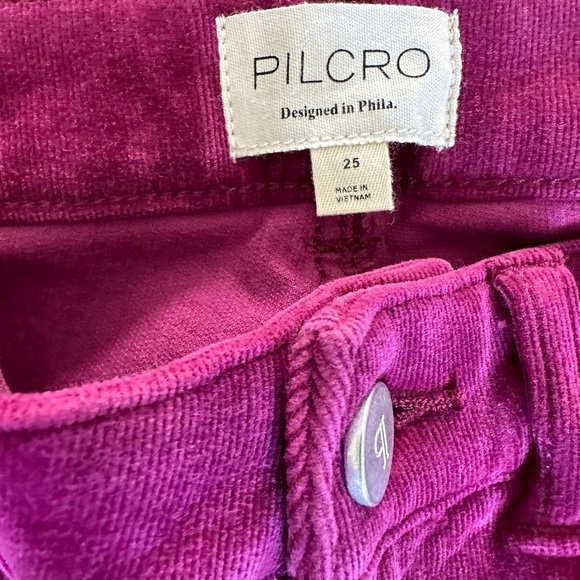 PILCRO
Designed in Phila.
25
MADE IN
VIETNAM